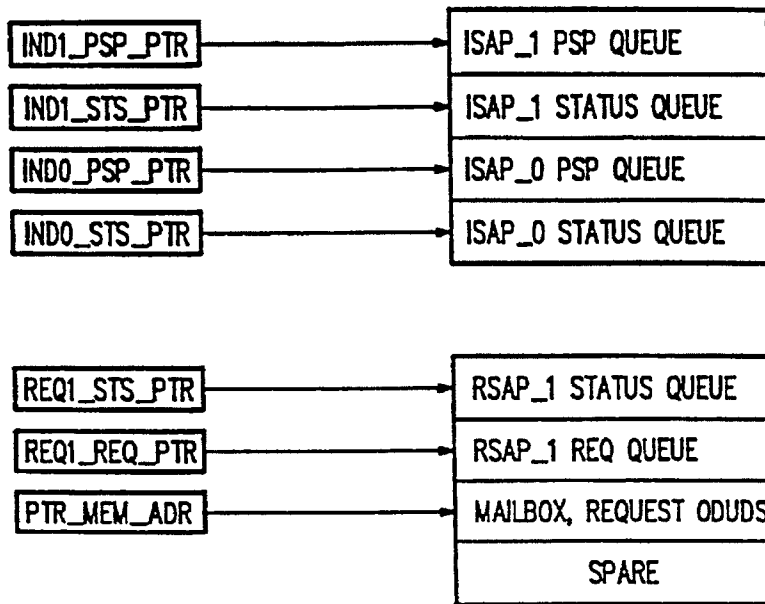 IND1_PSP_PTR ISAP_1 PSP QUEUE
IND1_STS_PTR ISAP_1 STATUS QUEUE
IND0_PSP_PTR ISAP_0 PSP QUEUE
IND0_STS_PTR ISAP_0 STATUS QUEUE
REQ1_STS_PTR RSAP_1 STATUS QUEUE
REQ1_REQ_PTR RSAP_1 REQ QUEUE
PTR_MEM_ADR MAILBOX, REQUEST ODUDS
SPARE